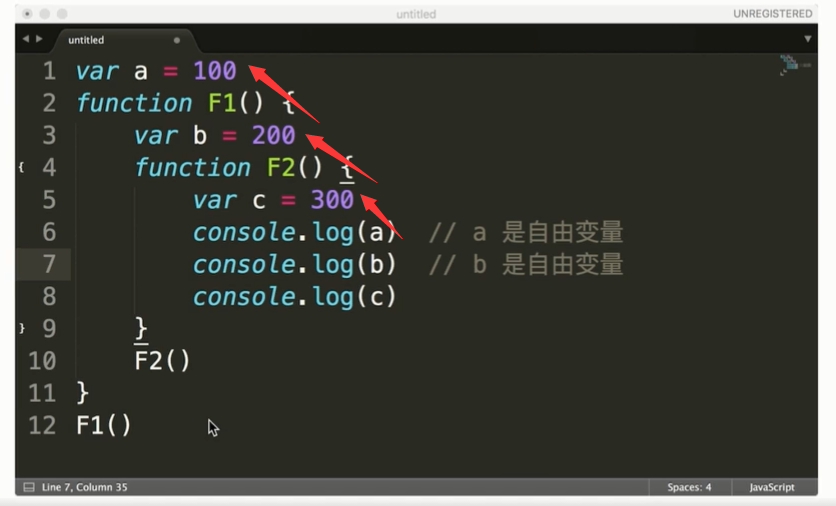 untitled
UNREGISTERED
untitled
1 var a = 100
2 function F1() {
3     var b = 200
4     function F2() {
5         var c = 300
6         console.log(a)  // a 是自由变量
7         console.log(b)  // b 是自由变量
8         console.log(c)
9     }
10     F2()
11 }
12 F1()
Line 7, Column 35
Spaces: 4
JavaScript